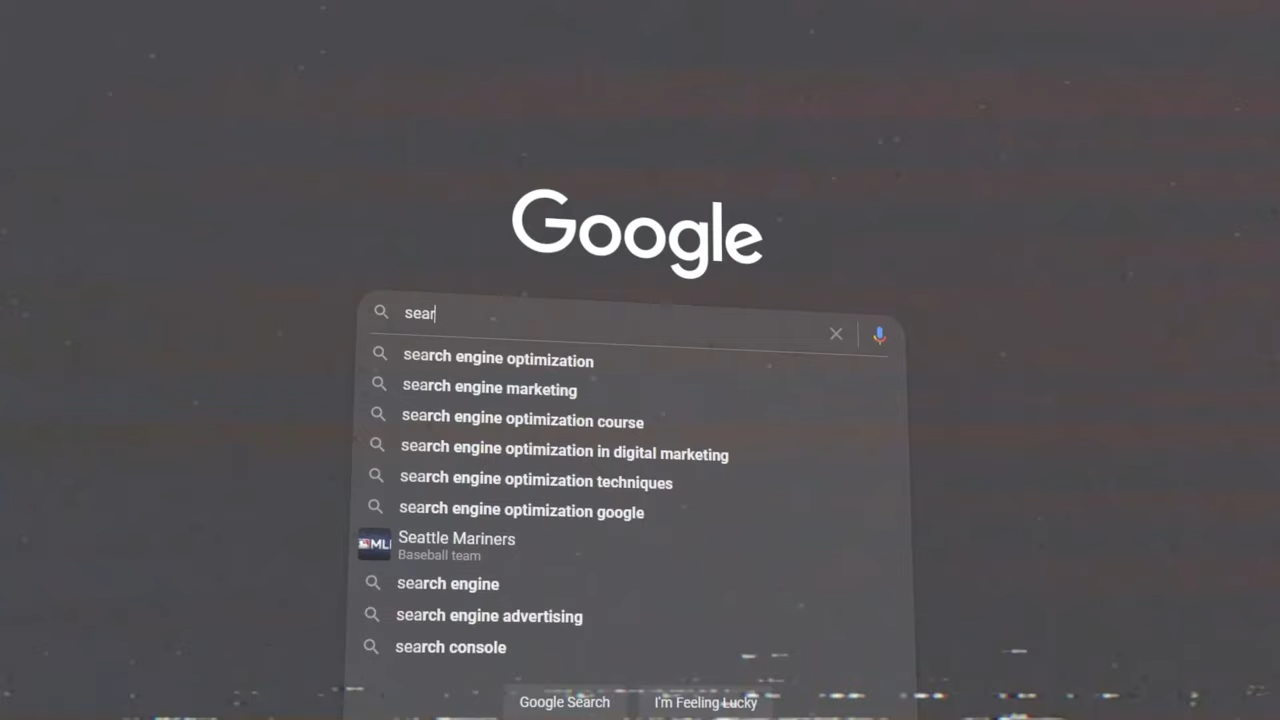 Google
sear
search engine optimization
search engine marketing
search engine optimization course
search engine optimization in digital marketing
search engine optimization techniques
search engine optimization google
MLB
Seattle Mariners
Baseball team
search engine
search engine advertising
search console
Google Search
I'm Feeling Lucky